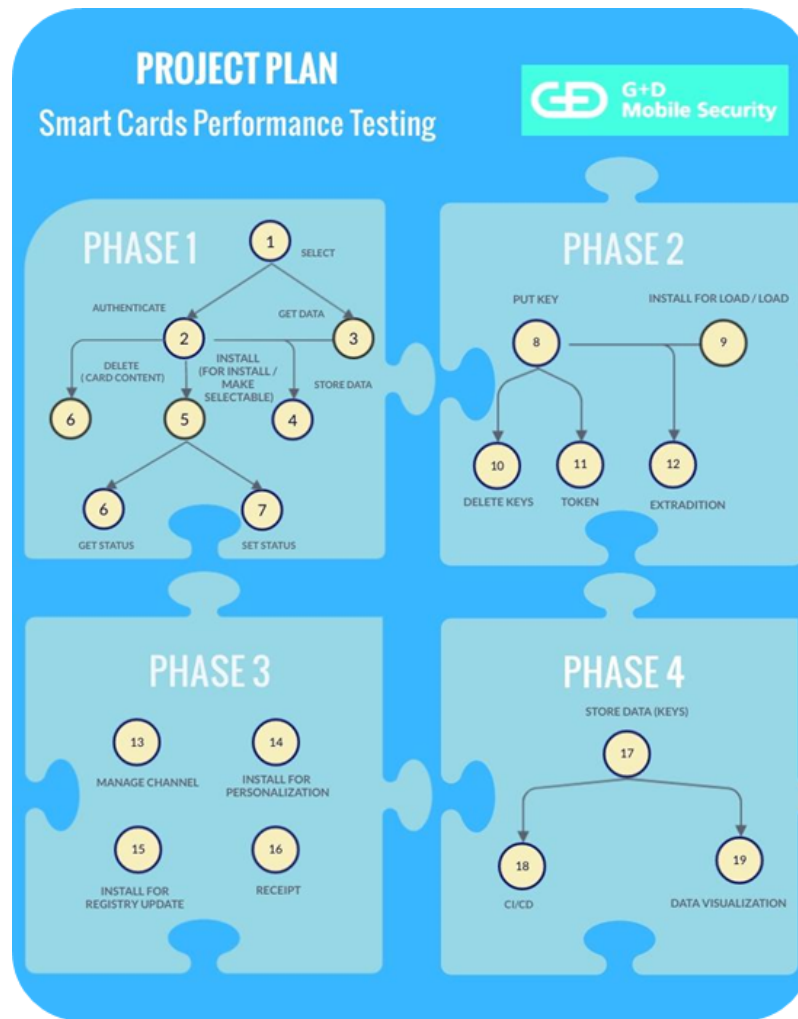 PROJECT PLAN
Smart Cards Performance Testing
G+D
Mobile Security
PHASE 1
1
SELECT
AUTHENTICATE
GET DATA
2
3
DELETE
( CARD CONTENT)
INSTALL
(FOR INSTALL /
MAKE
SELECTABLE)
STORE DATA
6
5
4
6
7
GET STATUS
SET STATUS
PHASE 2
PUT KEY
INSTALL FOR LOAD / LOAD
8
9
10
11
12
DELETE KEYS
TOKEN
EXTRADITION
PHASE 3
13
14
MANAGE CHANNEL
INSTALL FOR
PERSONALIZATION
15
16
INSTALL FOR
REGISTRY UPDATE
RECEIPT
PHASE 4
STORE DATA (KEYS)
17
18
19
CI/CD
DATA VISUALIZATION